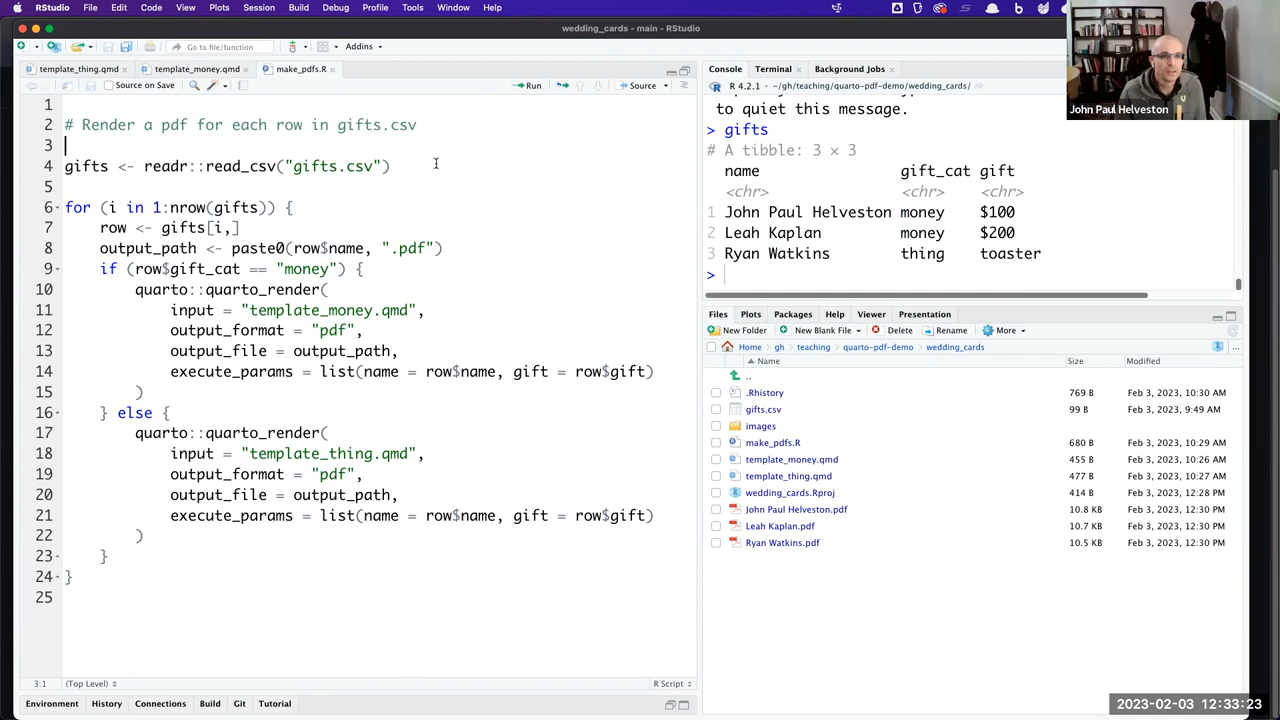 RStudio File Edit Code View Plots Session Build Debug Profile Tools Window Help
wedding_cards - main - RStudio
Go to file/function Addins
template_thing.qmd template_money.qmd make_pdfs.R
Source on Save Run Source
1
2 # Render a pdf for each row in gifts.csv
3
4 gifts <- readr::read_csv("gifts.csv")
5
6 for (i in 1:nrow(gifts)) {
7 row <- gifts[i,]
8 output_path <- paste0(row$name, ".pdf")
9 if (row$gift_cat == "money") {
10 quarto::quarto_render(
11 input = "template_money.qmd",
12 output_format = "pdf",
13 output_file = output_path,
14 execute_params = list(name = row$name, gift = row$gift)
15 )
16 } else {
17 quarto::quarto_render(
18 input = "template_thing.qmd",
19 output_format = "pdf",
20 output_file = output_path,
21 execute_params = list(name = row$name, gift = row$gift)
22 )
23 }
24 }
25
3:1 (Top Level) R Script
Environment History Connections Build Git Tutorial
Console Terminal Background Jobs
R 4.2.1 · ~/gh/teaching/quarto-pdf-demo/wedding_cards/
to quiet this message.
> gifts
# A tibble: 3 × 3
name gift_cat gift
<chr> <chr> <chr>
1 John Paul Helveston money $100
2 Leah Kaplan money $200
3 Ryan Watkins thing toaster
>
Files Plots Packages Help Viewer Presentation
New Folder New Blank File Delete Rename More
Home gh teaching quarto-pdf-demo wedding_cards ...
Name Size Modified
..
.Rhistory 769 B Feb 3, 2023, 10:30 AM
gifts.csv 99 B Feb 3, 2023, 9:49 AM
images
make_pdfs.R 680 B Feb 3, 2023, 10:29 AM
template_money.qmd 455 B Feb 3, 2023, 10:26 AM
template_thing.qmd 477 B Feb 3, 2023, 10:27 AM
wedding_cards.Rproj 414 B Feb 3, 2023, 12:28 PM
John Paul Helveston.pdf 10.8 KB Feb 3, 2023, 12:30 PM
Leah Kaplan.pdf 10.7 KB Feb 3, 2023, 12:30 PM
Ryan Watkins.pdf 10.5 KB Feb 3, 2023, 12:30 PM
John Paul Helveston
2023-02-03 12:33:23